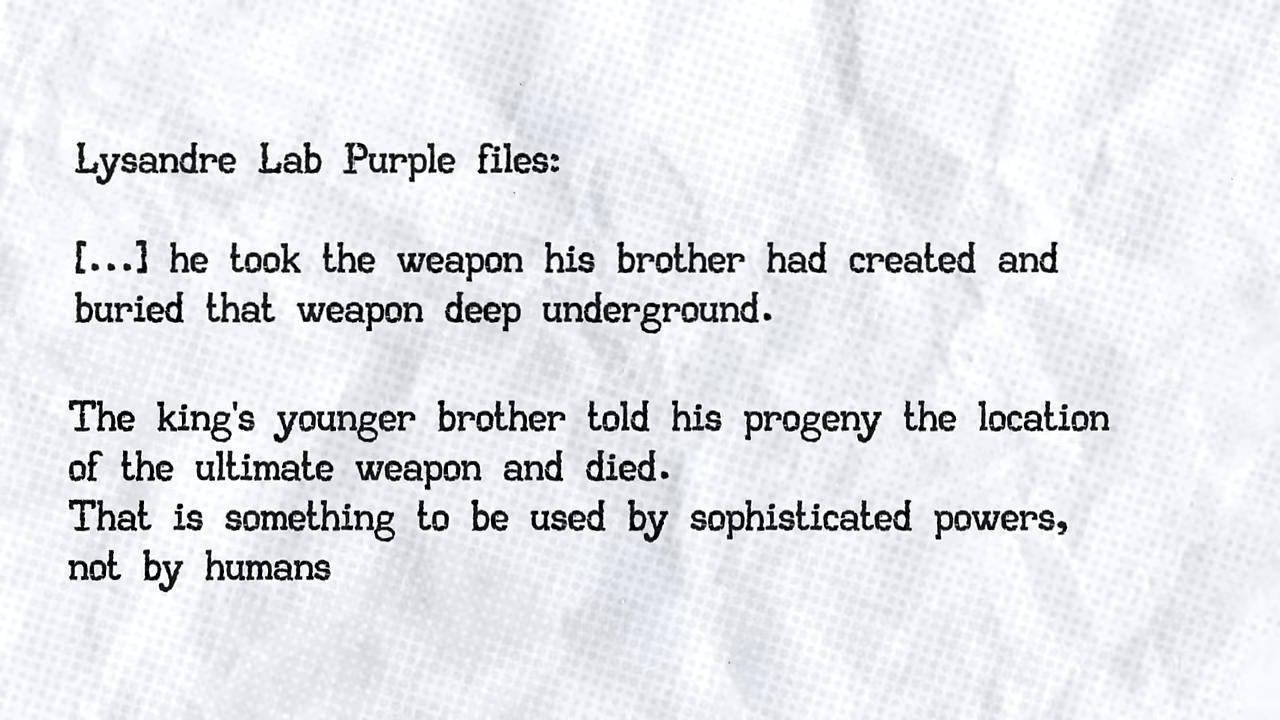 Lysandre Lab Purple files:
[...] he took the weapon his brother had created and
buried that weapon deep underground.
The king's younger brother told his progeny the location
of the ultimate weapon and died.
That is something to be used by sophisticated powers,
not by humans